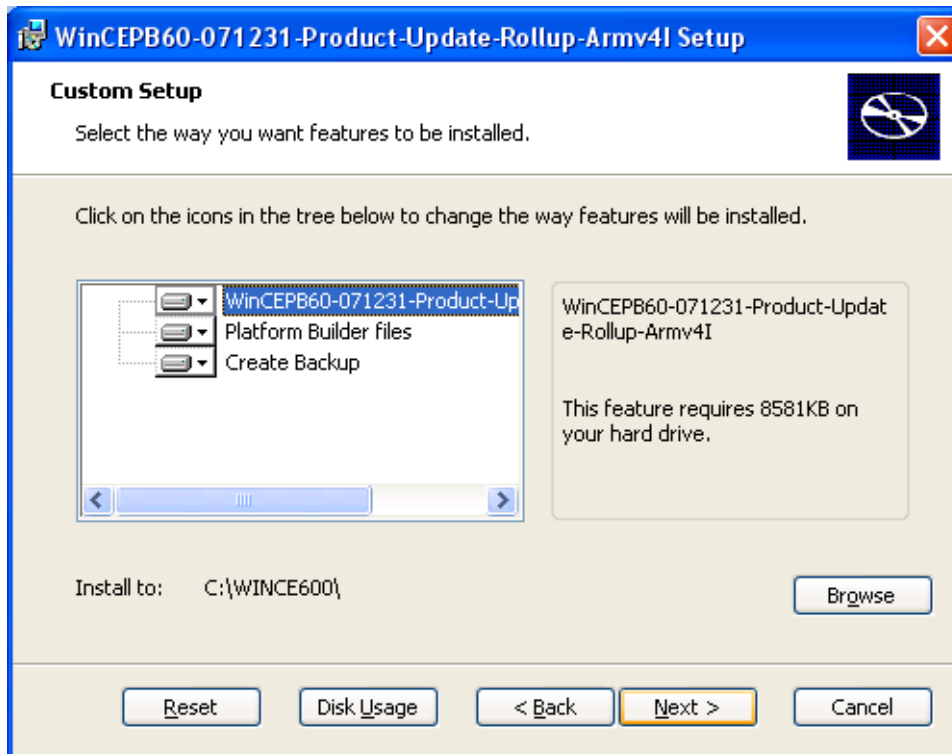 WinCEPB60-071231-Product-Update-Rollup-Armv4I Setup
Custom Setup
Select the way you want features to be installed.
Click on the icons in the tree below to change the way features will be installed.
WinCEPB60-071231-Product-Up
Platform Builder files
Create Backup
WinCEPB60-071231-Product-Updat
e-Rollup-Armv4I
This feature requires 8581KB on
your hard drive.
Install to: C:\WINCE600\
Browse
Reset Disk Usage < Back Next > Cancel